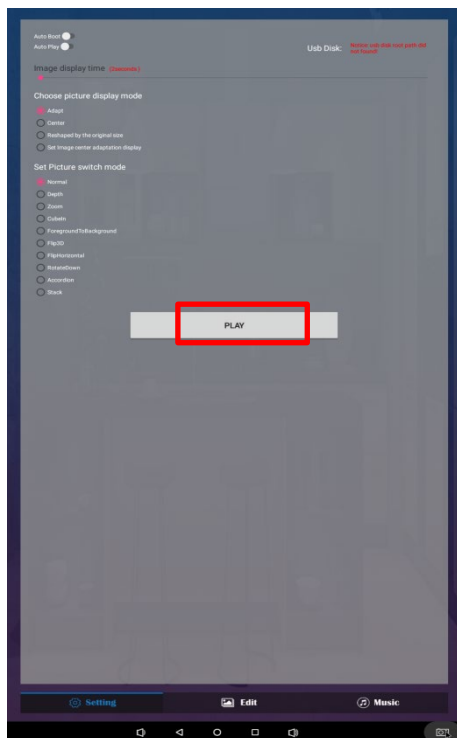 Auto Boot
Auto Play
Usb Disk: Notice usb disk root path did not found!
Image display time (2seconds)
Choose picture display mode
Adapt
Center
Reshaped by the original size
Set Image center adaptation display
Set Picture switch mode
Normal
Depth
Zoom
CubeIn
ForegroundToBackground
Flip3D
FlipHorizontal
RotateDown
Accordion
Stack
PLAY
Setting Edit Music